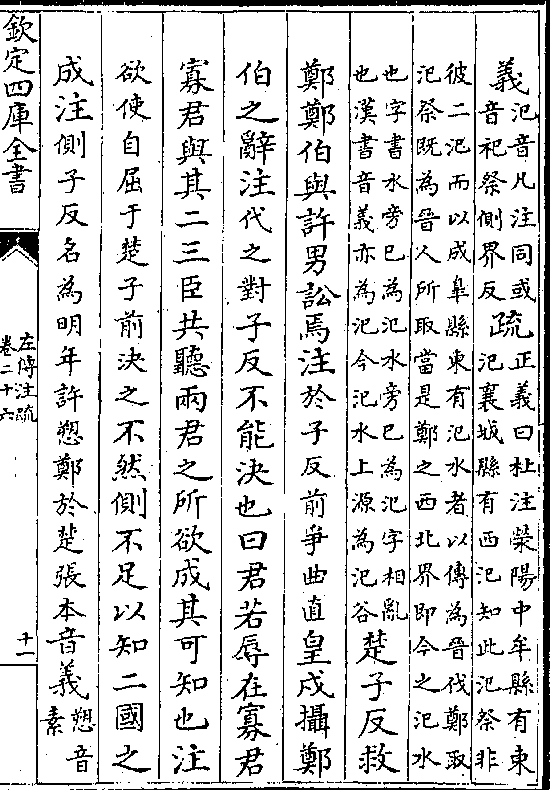 義
汜音凡注同或
音祀祭側界反
疏
正義曰杜注滎陽中牟縣有東
汜襄城縣有西汜知此汜祭非
彼二汜而以成臯縣東有汜水者以傳為晉伐鄭取
汜祭既為晉人所取當是鄭之西北界即今之汜水
也字書水旁巳為汜水旁巳為汜字相亂
也漢書音義亦為汜今汜水上源為汜谷
楚子反救
鄭鄭伯與許男訟焉注於子反前爭曲直皇戌攝鄭
伯之辭注代之對子反不能決也曰君若辱在寡君
寡君與其二三臣共聽兩君之所欲成其可知也注
欲使自屈于楚子前決之不然側不足以知二國之
成注側子反名為明年許愬鄭於楚張本音義
愬音
素
欽定四庫全書
左傳注疏
卷二十六
十一